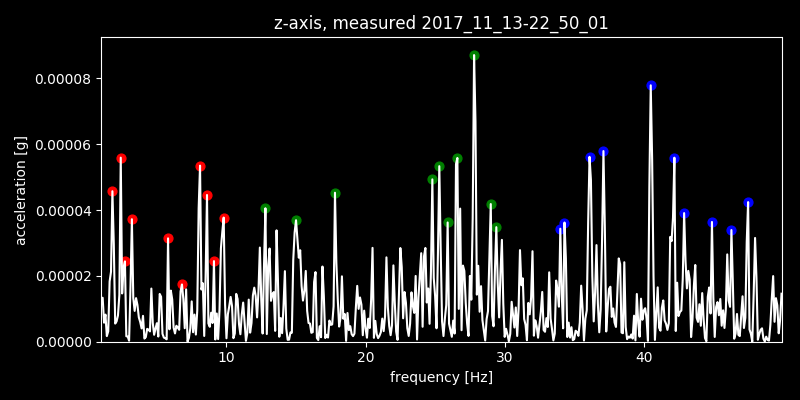 z-axis, measured 2017_11_13-22_50_01
acceleration [g]
0.00008
0.00006
0.00004
0.00002
0.00000
10 20 30 40
frequency [Hz]